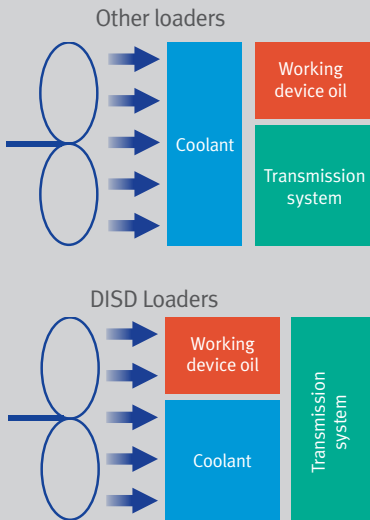 Other loaders
Working
device oil
Coolant
Transmission
system
DISD Loaders
Working
device oil
Coolant
Transmission
system